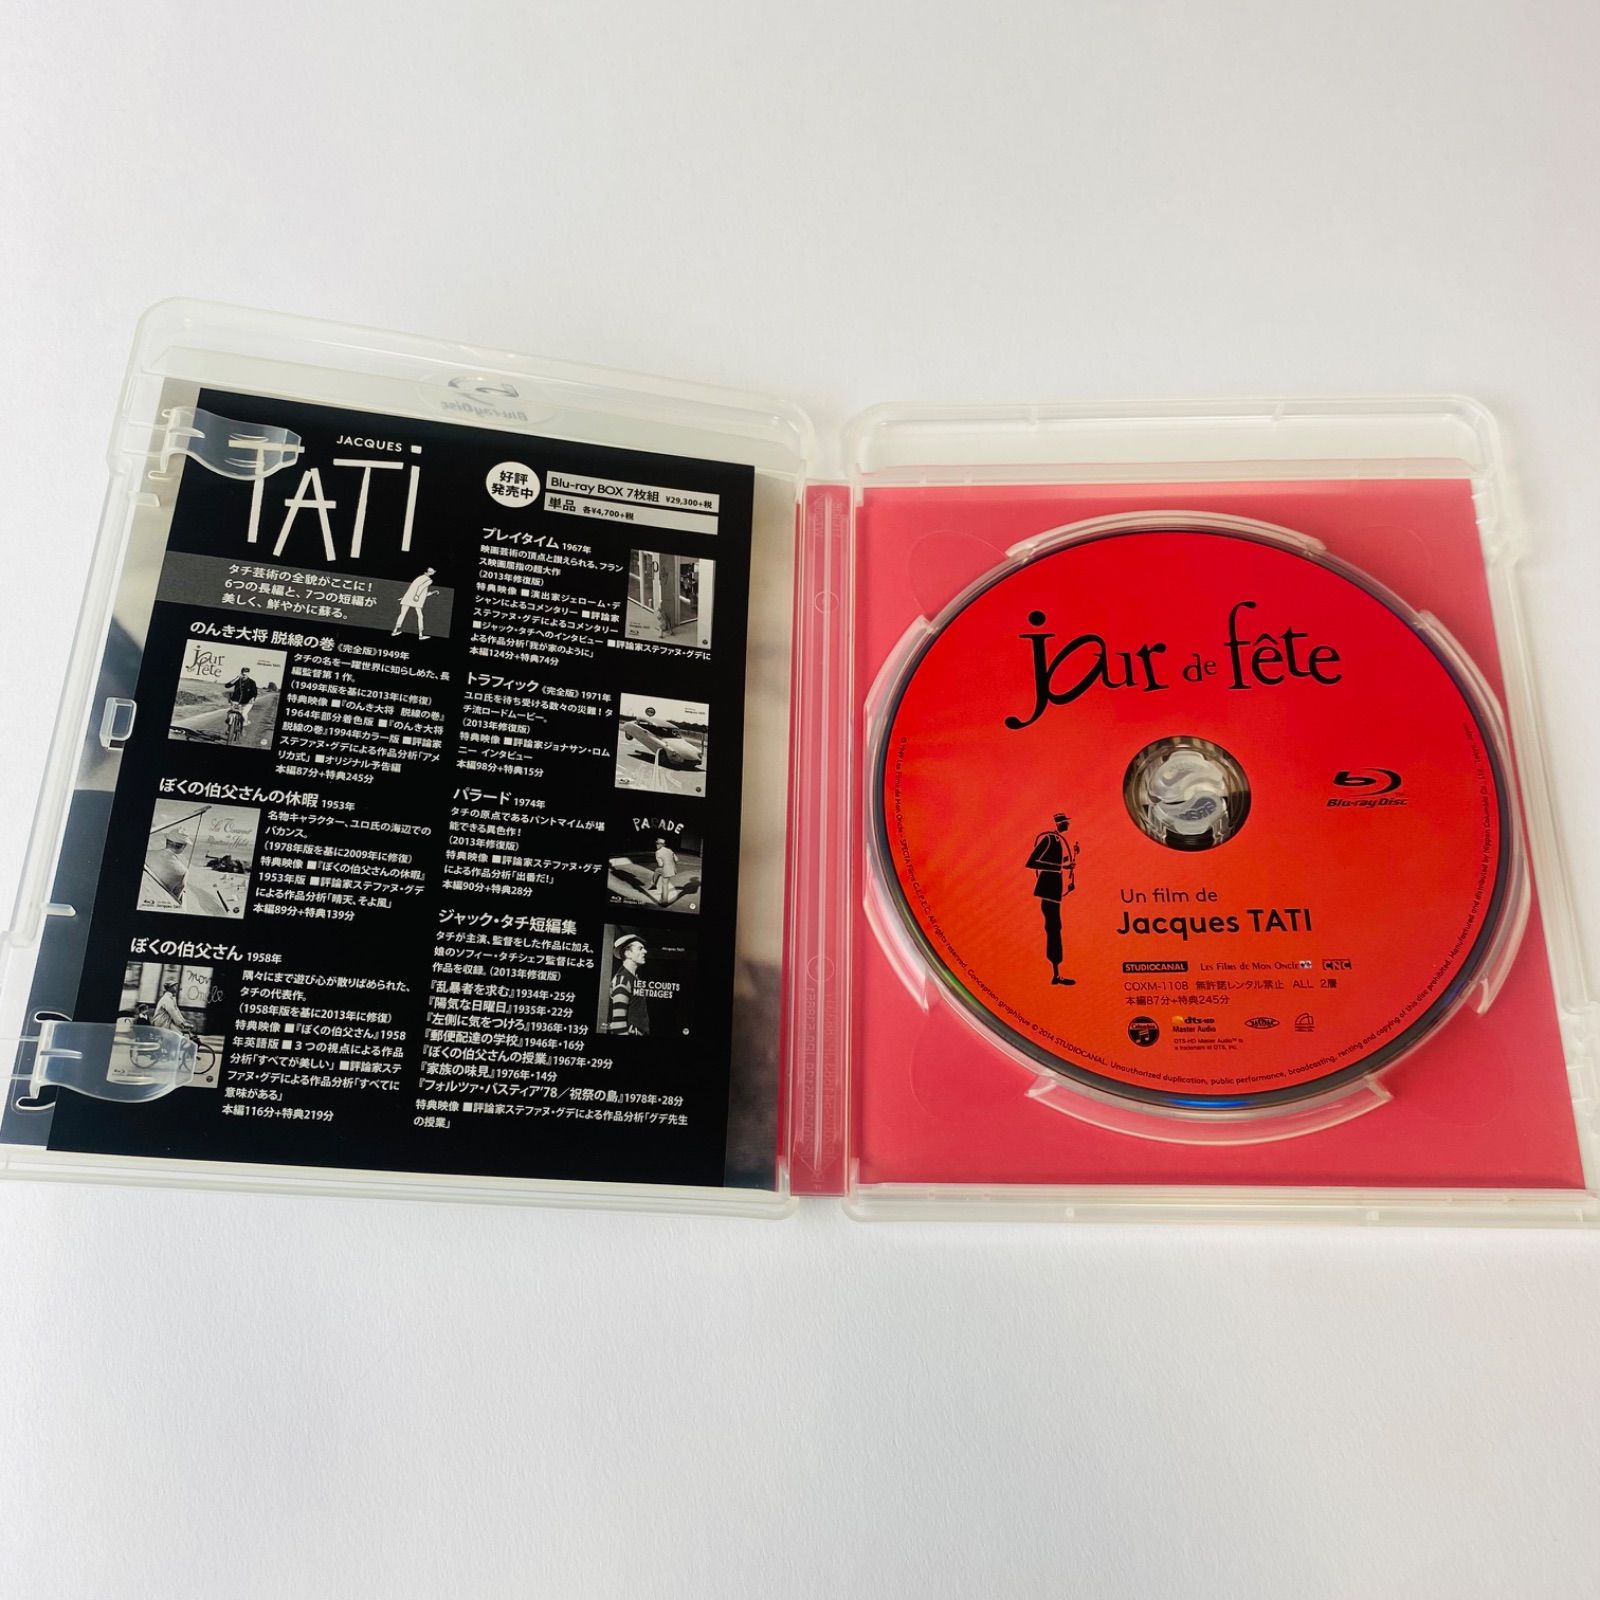 JACQUES
TATi
タチ芸術の全貌がここに!
6つの長編と、7つの短編が
美しく、鮮やかに蘇る。
のんき大将 脱線の巻《完全版》1949年
jour
de fête
タチの名を一躍世界に知らしめた、長
編監督第1作。
(1949年版を基に2013年に修復)
特典映像 ■『のんき大将 脱線の巻』
1964年部分着色版 ■『のんき大将
脱線の巻』1994年カラー版 ■評論家
ステファヌ・グデによる作品分析「アメ
リカ式」 ■オリジナル予告編
本編87分+特典245分
ぼくの伯父さんの休暇 1953年
名物キャラクター、ユロ氏の海辺での
バカンス。
(1978年版を基に2009年に修復)
特典映像 ■『ぼくの伯父さんの休暇』
1953年版 ■評論家ステファヌ・グデ
による作品分析「晴天、そよ風」
本編89分+特典139分
ぼくの伯父さん 1958年
mon
Oncle
隅々にまで遊び心が散りばめられた、
タチの代表作。
(1958年版を基に2013年に修復)
特典映像 ■『ぼくの伯父さん』1958
年英語版 ■3つの視点による作品
分析「すべてが美しい」 ■評論家ステ
ファヌ・グデによる作品分析「すべてに
意味がある」
本編116分+特典219分
好評
発売中
Blu-ray BOX 7枚組 ¥29,300+税
単品 各¥4,700+税
プレイタイム 1967年
映画芸術の頂点と讃えられる、フラン
ス映画屈指の超大作
(2013年修復版)
特典映像 ■演出家ジェローム・デ
シャンによるコメンタリー ■評論家
ステファヌ・グデによるコメンタリー
■ジャック・タチへのインタビュー ■評論家ステファヌ・グデに
よる作品分析「我が家のように」
本編124分+特典74分
トラフィック《完全版》1971年
ユロ氏を待ち受ける数々の災難!タ
チ流ロードムービー。
(2013年修復版)
特典映像 ■評論家ジョナサン・ロム
ニー インタビュー
本編98分+特典15分
パラード 1974年
タチの原点であるパントマイムが堪
能できる異色作!
(2013年修復版)
特典映像 ■評論家ステファヌ・グデ
による作品分析「出番だ!」
本編90分+特典28分
PARADE
ジャック・タチ短編集
タチが主演、監督をした作品に加え、
娘のソフィー・タチシェフ監督による
作品を収録。(2013年修復版)
『乱暴者を求む』1934年・25分
『陽気な日曜日』1935年・22分
『左側に気をつけろ』1936年・13分
『郵便配達の学校』1946年・16分
『ぼくの伯父さんの授業』1967年・29分
『家族の味見』1976年・14分
『フォルツァ・バスティア'78/祝祭の島』1978年・28分
特典映像 ■評論家ステファヌ・グデによる作品分析「グデ先生
の授業」
LES COURTS
MÉTRAGES
jour de fête
Blu-ray Disc
Un film de
Jacques TATI
STUDIOCANAL Les Films de Mon Oncle CNC
COXM-1108 無許諾レンタル禁止 ALL 2層
本編87分+特典245分
Columbia
dts-HD
Master Audio
DTS-HD Master Audio™ is
a trademark of DTS, Inc.